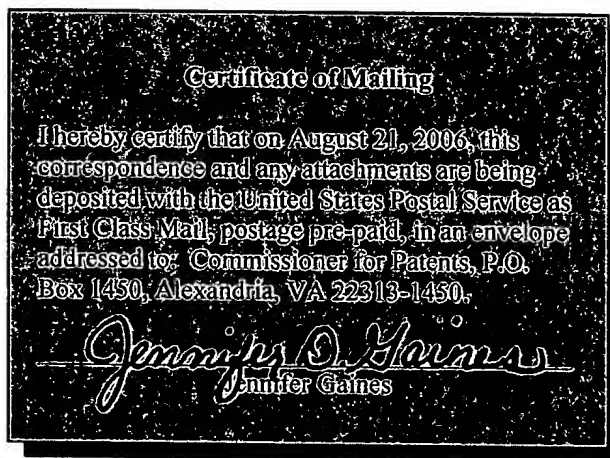 Certificate of Mailing
I hereby certify that on August 21, 2006, this
correspondence and any attachments are being
deposited with the United States Postal Service as
First Class Mail, postage pre-paid, in an envelope
addressed to: Commissioner for Patents, P.O.
Box 1450, Alexandria, VA 22313-1450.
Jennifer D. Gaines
Jennifer Gaines